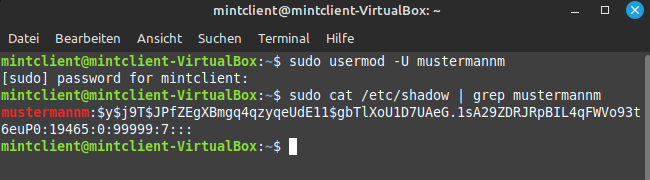 mintclient@mintclient-VirtualBox: ~
Datei Bearbeiten Ansicht Suchen Terminal Hilfe
mintclient@mintclient-VirtualBox:~$ sudo usermod -U mustermannm
[sudo] password for mintclient:
mintclient@mintclient-VirtualBox:~$ sudo cat /etc/shadow | grep mustermannm
mustermannm:$y$j9T$JPfZEgXBmgq4qzyqeUdE11$gbTlXoU1D7UAeG.1sA29ZDRJRpBIL4qFWVo93t
6euP0:19465:0:99999:7:::
mintclient@mintclient-VirtualBox:~$